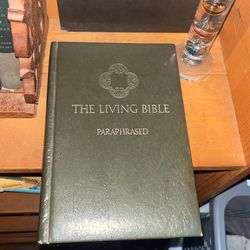 THE LIVING BIBLE
PARAPHRASED